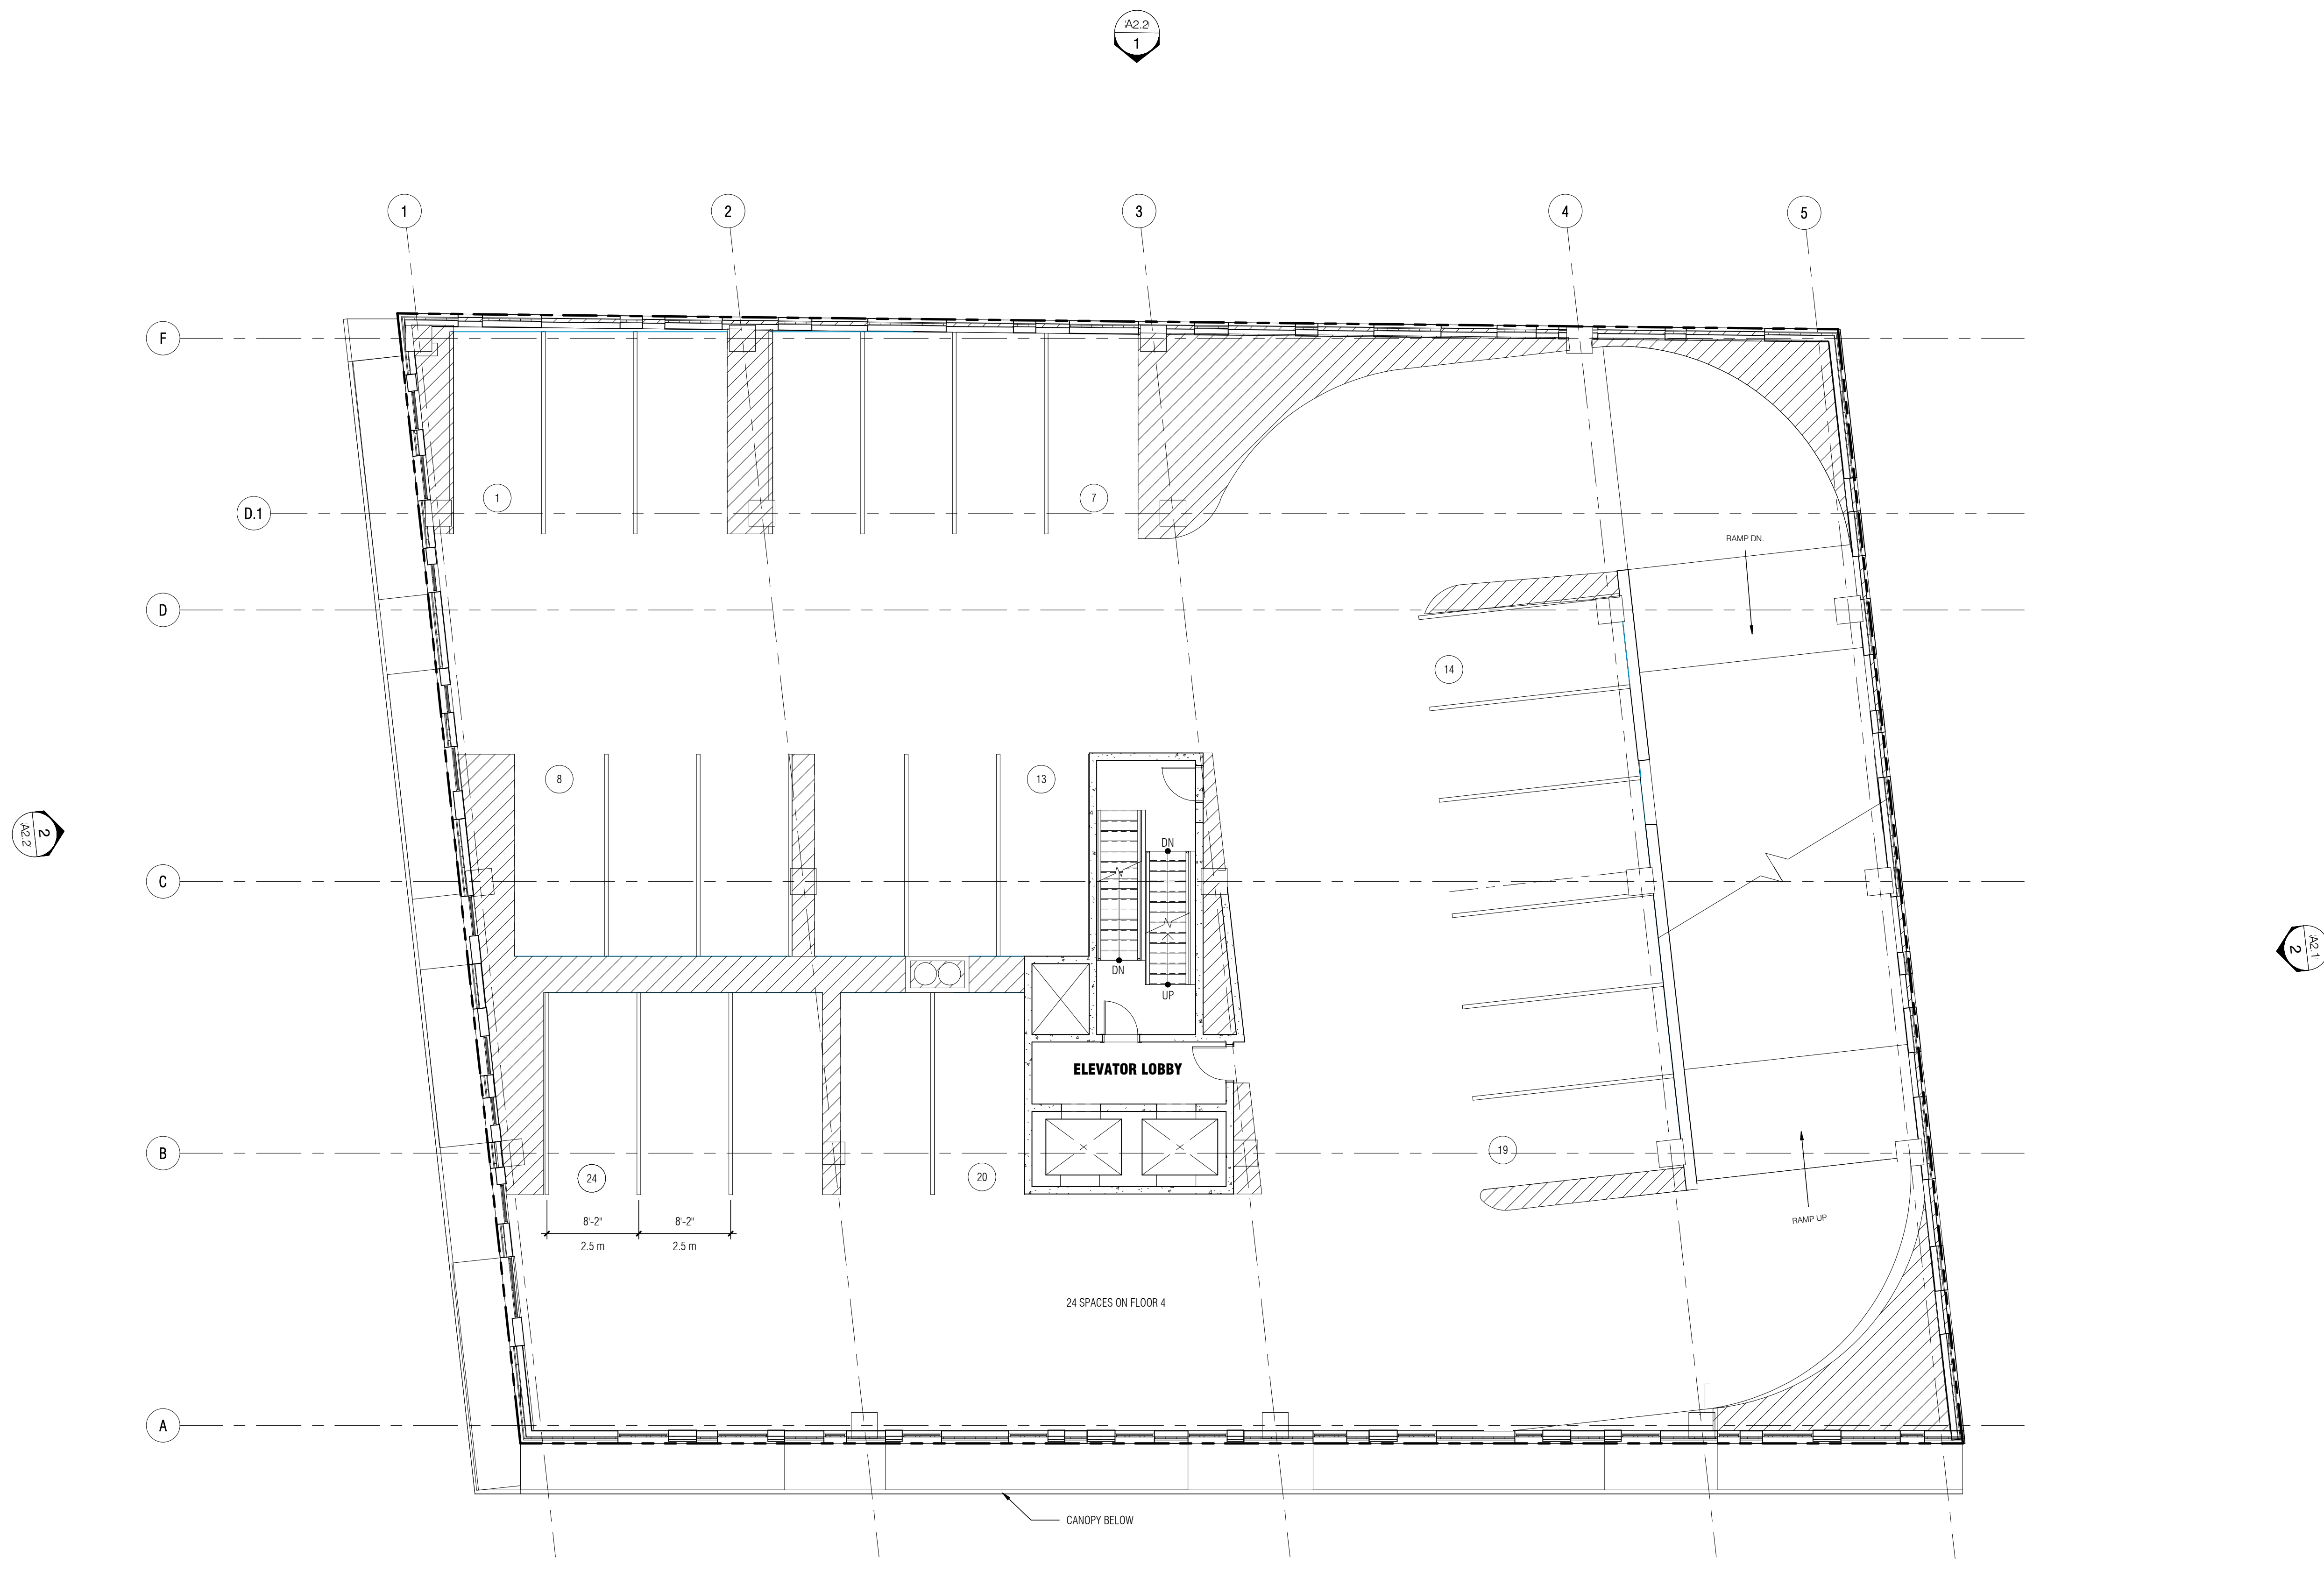 A2.2
1
1
2
3
4
5
F
D.1
1
7
RAMP DN.
D
14
8
13
A2.2
2
DN
C
A2.1
2
DN
UP
ELEVATOR LOBBY
B
24
20
19
8'-2"
8'-2"
RAMP UP
2.5 m
2.5 m
24 SPACES ON FLOOR 4
A
CANOPY BELOW